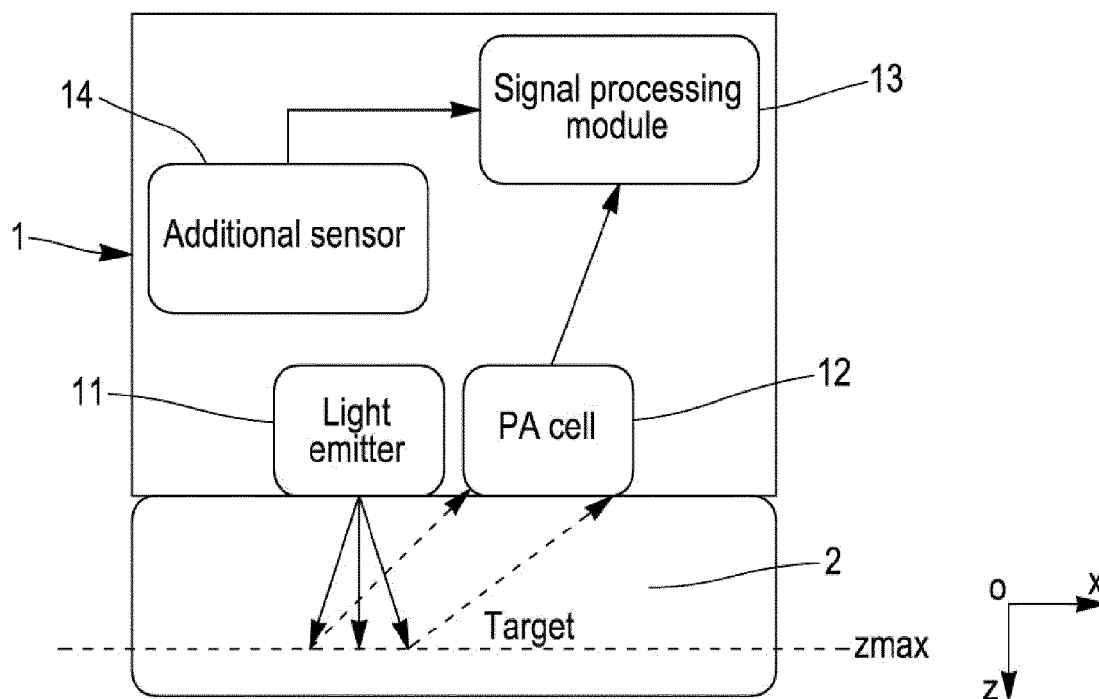 14
Signal processing
module
13
Additional sensor
1
11
Light
emitter
PA cell
12
2
Target
zmax
o
x
z